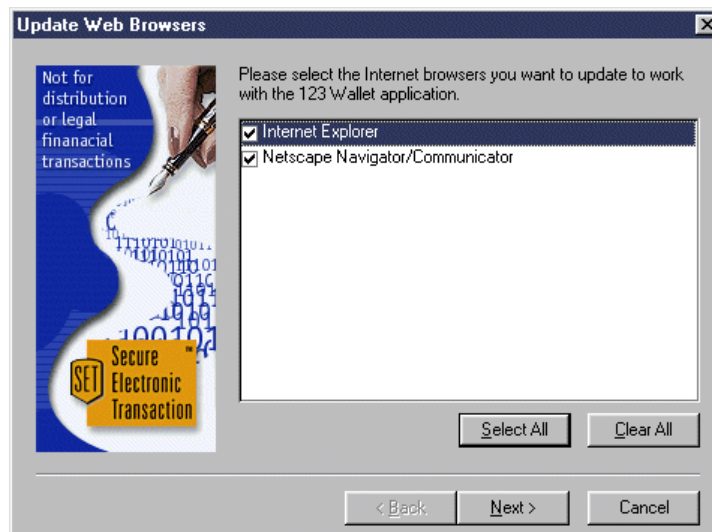 Update Web Browsers
Not for
distribution
or legal
finanacial
transactions
Please select the Internet browsers you want to update to work
with the 123 Wallet application.
Internet Explorer
Netscape Navigator/Communicator
SET
Secure ™
Electronic
Transaction
Select All
Clear All
< Back
Next >
Cancel